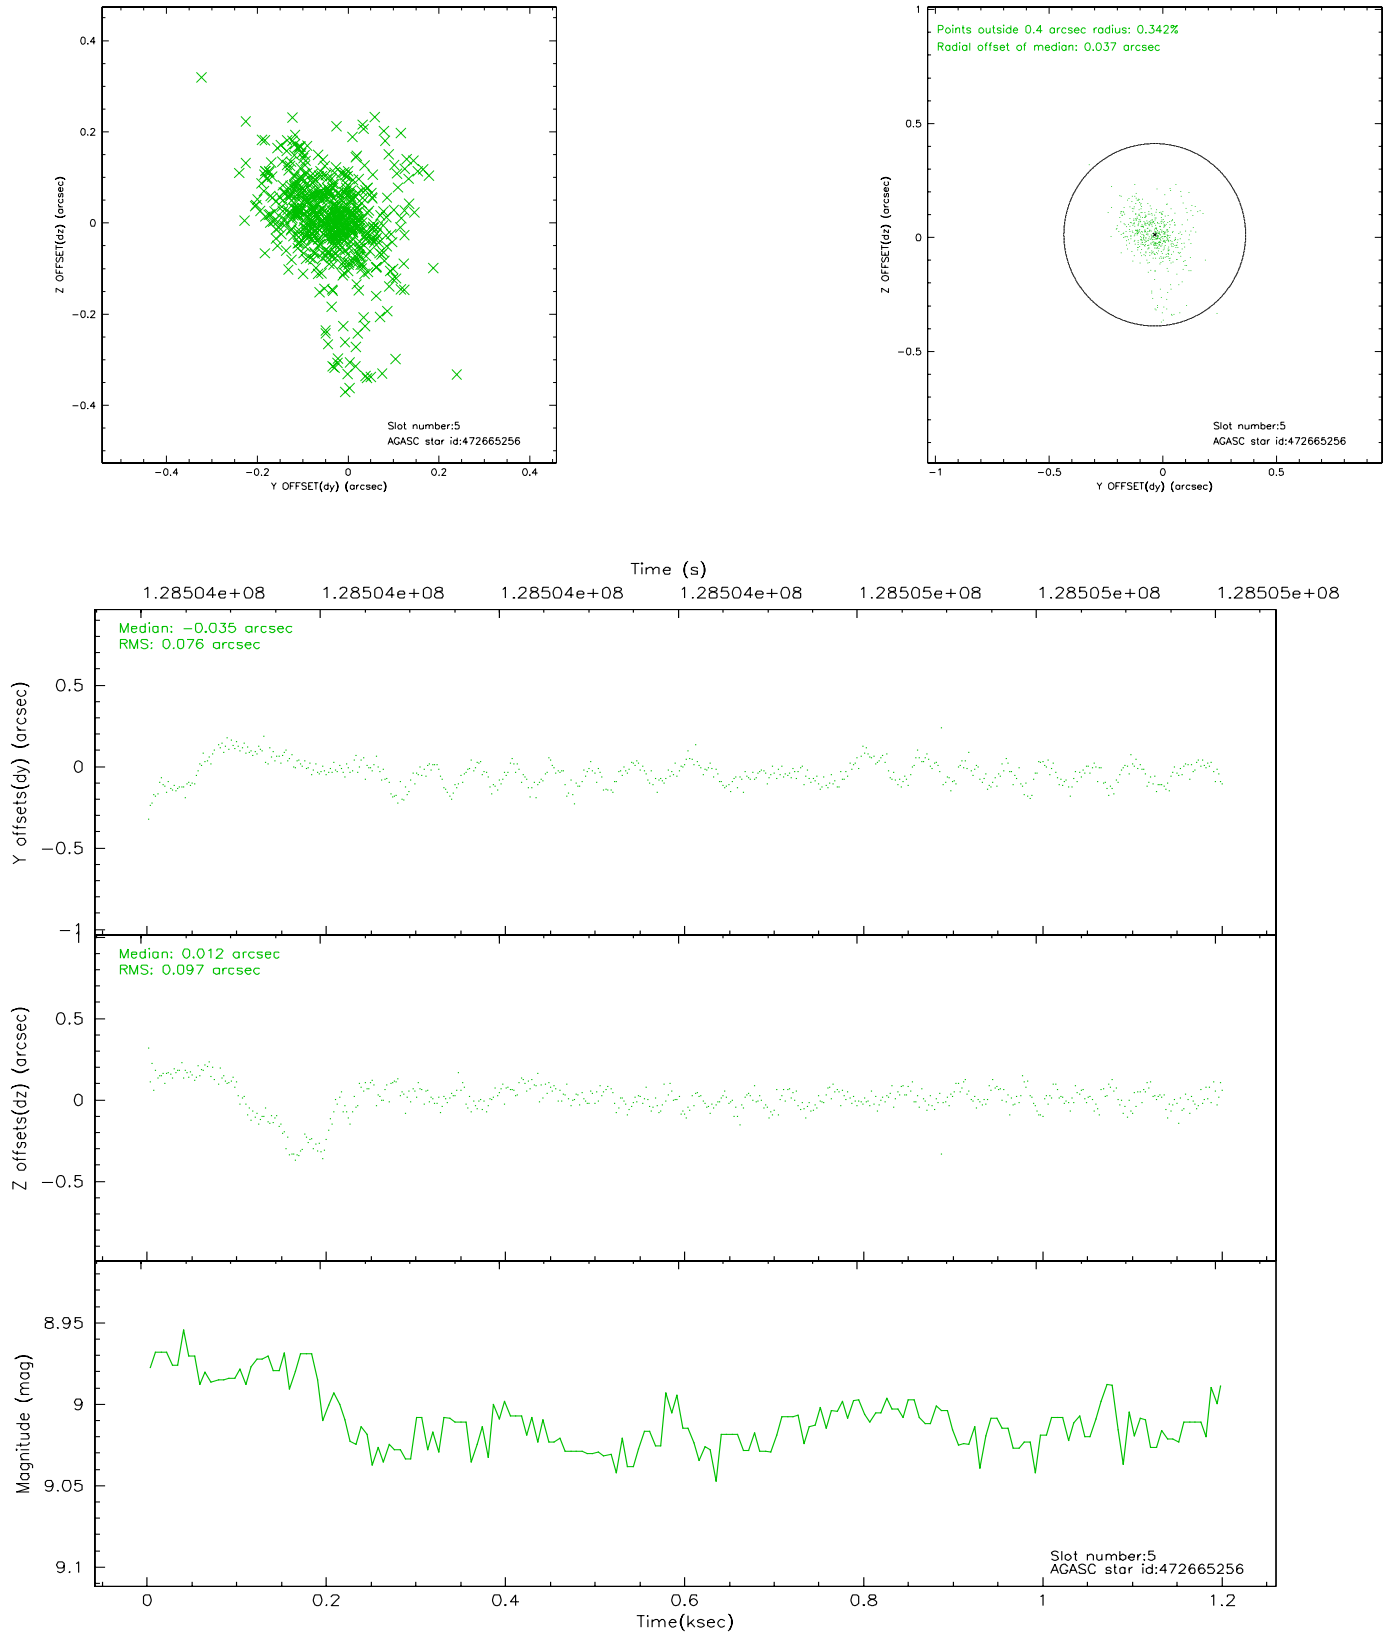 0.4
0.2
0
−0.2
−0.4
Z OFFSET(dz) (arcsec)
−0.4
−0.2
0
0.2
0.4
Y OFFSET(dy) (arcsec)
Slot number:5
AGASC star id:472665256
Points outside 0.4 arcsec radius: 0.342%
Radial offset of median: 0.037 arcsec
1
0.5
0
−0.5
Z OFFSET(dz) (arcsec)
−1
−0.5
0
0.5
Y OFFSET(dy) (arcsec)
Slot number:5
AGASC star id:472665256
Time (s)
1.28504e+08
1.28504e+08
1.28504e+08
1.28504e+08
1.28505e+08
1.28505e+08
1.28505e+08
Median: −0.035 arcsec
RMS: 0.076 arcsec
0.5
0
−0.5
−1
Y offsets(dy) (arcsec)
Median: 0.012 arcsec
RMS: 0.097 arcsec
1
0.5
0
−0.5
Z offsets(dz) (arcsec)
8.95
9
9.05
9.1
Magnitude (mag)
Slot number:5
AGASC star id:472665256
0
0.2
0.4
0.6
0.8
1
1.2
Time(ksec)